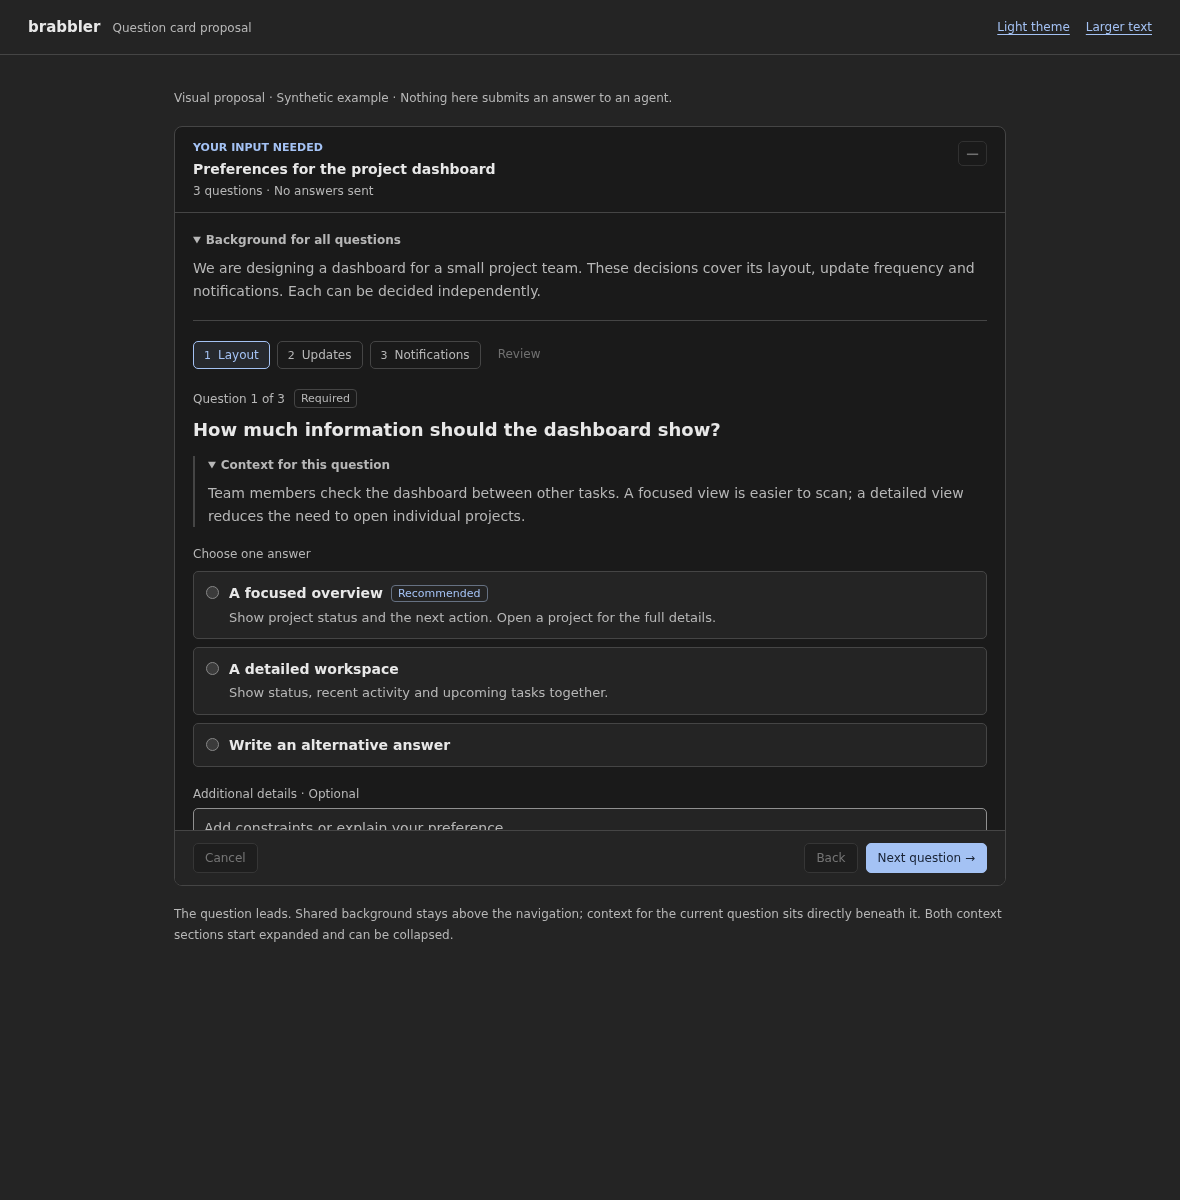 brabbler Question card proposal Light theme Larger text
Visual proposal · Synthetic example · Nothing here submits an answer to an agent.
YOUR INPUT NEEDED
Preferences for the project dashboard
3 questions · No answers sent
—
▼ Background for all questions
We are designing a dashboard for a small project team. These decisions cover its layout, update frequency and
notifications. Each can be decided independently.
1 Layout 2 Updates 3 Notifications Review
Question 1 of 3 Required
How much information should the dashboard show?
▼ Context for this question
Team members check the dashboard between other tasks. A focused view is easier to scan; a detailed view
reduces the need to open individual projects.
Choose one answer
A focused overview Recommended
Show project status and the next action. Open a project for the full details.
A detailed workspace
Show status, recent activity and upcoming tasks together.
Write an alternative answer
Additional details · Optional
Add constraints or explain your preference
Cancel Back Next question →
The question leads. Shared background stays above the navigation; context for the current question sits directly beneath it. Both context
sections start expanded and can be collapsed.